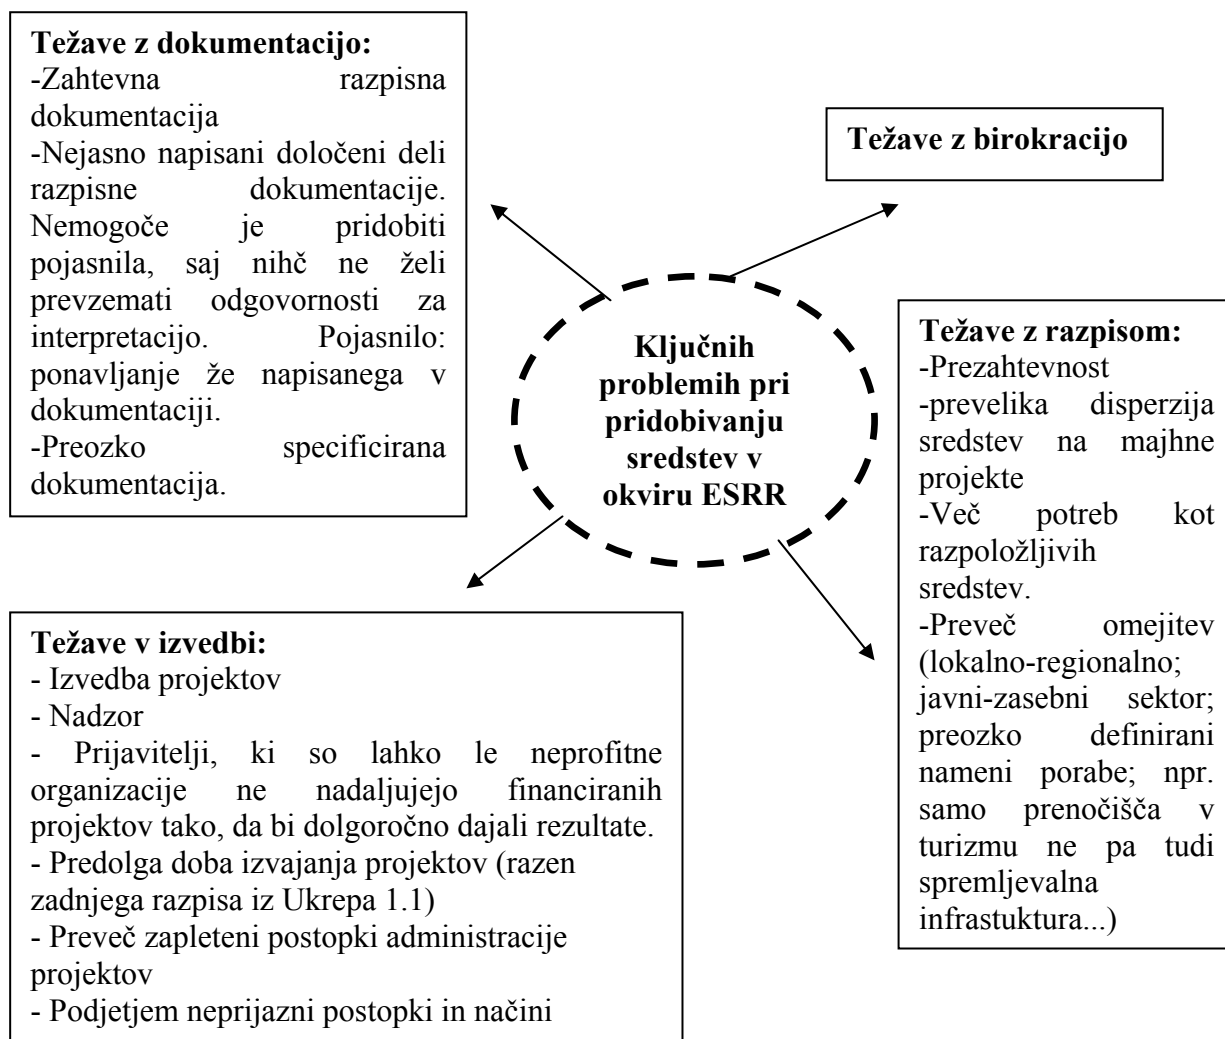 Težave z dokumentacijo:
-Zahtevna razpisna
dokumentacija
-Nejasno napisani določeni deli
razpisne dokumentacije.
Nemogoče je pridobiti
pojasnila, saj nihč ne želi
prevzemati odgovornosti za
interpretacijo. Pojasnilo:
ponavljanje že napisanega v
dokumentaciji.
-Preozko specificirana
dokumentacija.
Težave z birokracijo
Ključnih
problemih pri
pridobivanju
sredstev v
okviru ESRR
Težave z razpisom:
-Prezahtevnost
-prevelika disperzija
sredstev na majhne
projekte
-Več potreb kot
razpoložljivih
sredstev.
-Preveč omejitev
(lokalno-regionalno;
javni-zasebni sektor;
preozko definirani
nameni porabe; npr.
samo prenočišča v
turizmu ne pa tudi
spremljevalna
infrastuktura...)
Težave v izvedbi:
- Izvedba projektov
- Nadzor
- Prijavitelji, ki so lahko le neprofitne
organizacije ne nadaljujejo financiranih
projektov tako, da bi dolgoročno dajali rezultate.
- Predolga doba izvajanja projektov (razen
zadnjega razpisa iz Ukrepa 1.1)
- Preveč zapleteni postopki administracije
projektov
- Podjetjem neprijazni postopki in načini